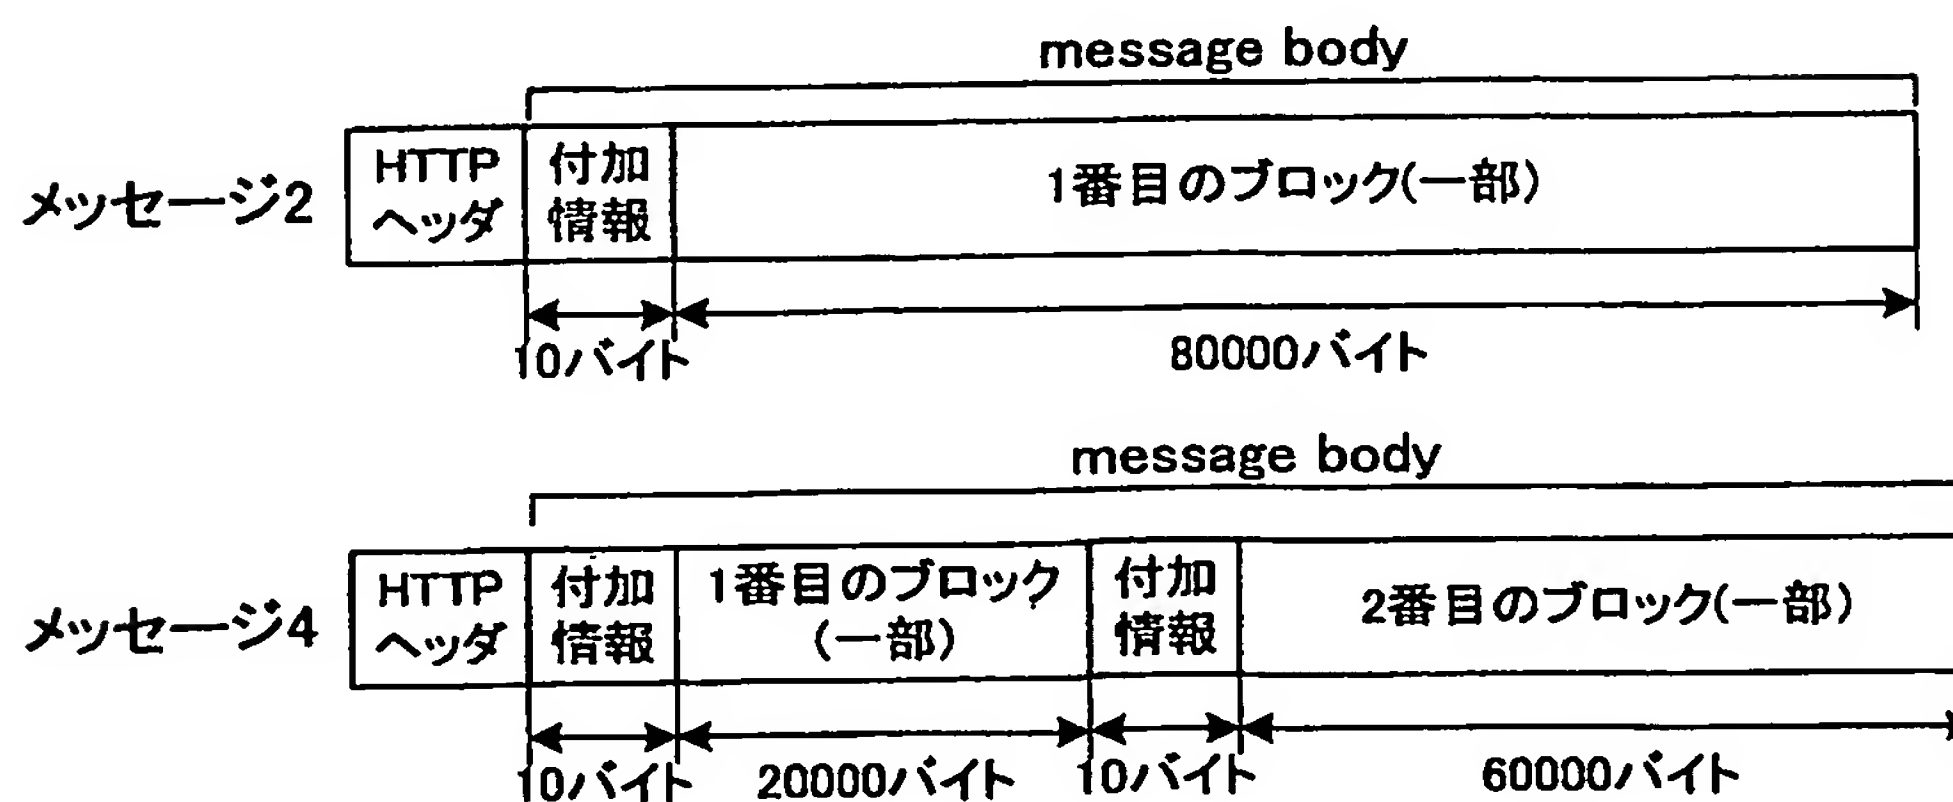 message body
メッセージ2
HTTP
ヘッダ
付加
情報
1番目のブロック(一部)
10バイト
80000バイト
message body
メッセージ4
HTTP
ヘッダ
付加
情報
1番目のブロック
(一部)
付加
情報
2番目のブロック(一部)
10バイト
20000バイト
10バイト
60000バイト